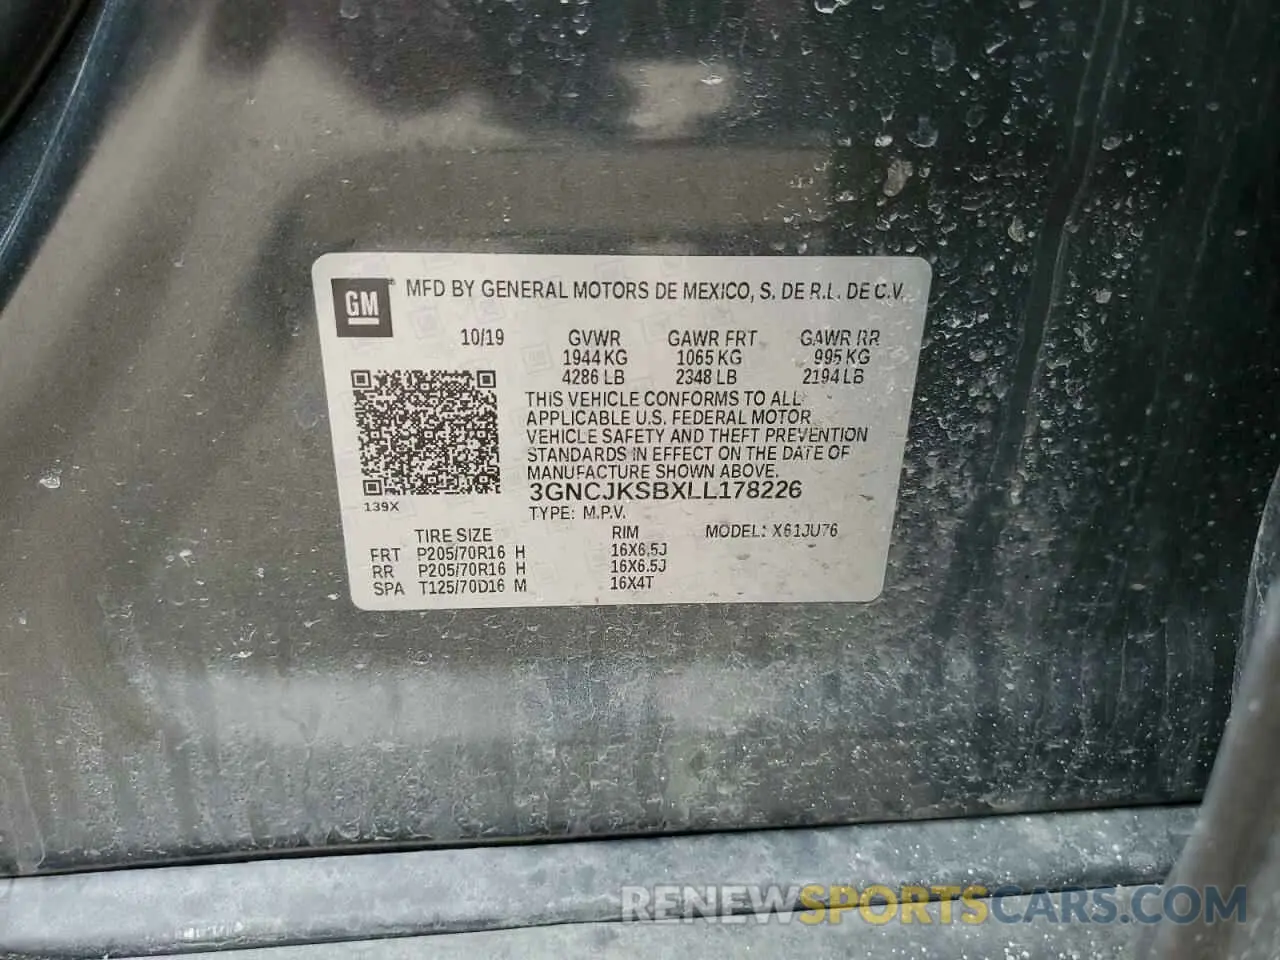 GM MFD BY GENERAL MOTORS DE MEXICO, S. DE R.L. DE C.V.
10/19 GVWR GAWR FRT GAWR RR
1944 KG 1065 KG 995 KG
4286 LB 2348 LB 2194 LB
THIS VEHICLE CONFORMS TO ALL
APPLICABLE U.S. FEDERAL MOTOR
VEHICLE SAFETY AND THEFT PREVENTION
STANDARDS IN EFFECT ON THE DATE OF
MANUFACTURE SHOWN ABOVE.
3GNCJKSBXLL178226
139X
TYPE: M.P.V.
TIRE SIZE RIM MODEL: X61JU76
FRT P205/70R16 H 16X6.5J
RR P205/70R16 H 16X6.5J
SPA T125/70D16 M 16X4T
RENEWSPORTSCARS.COM